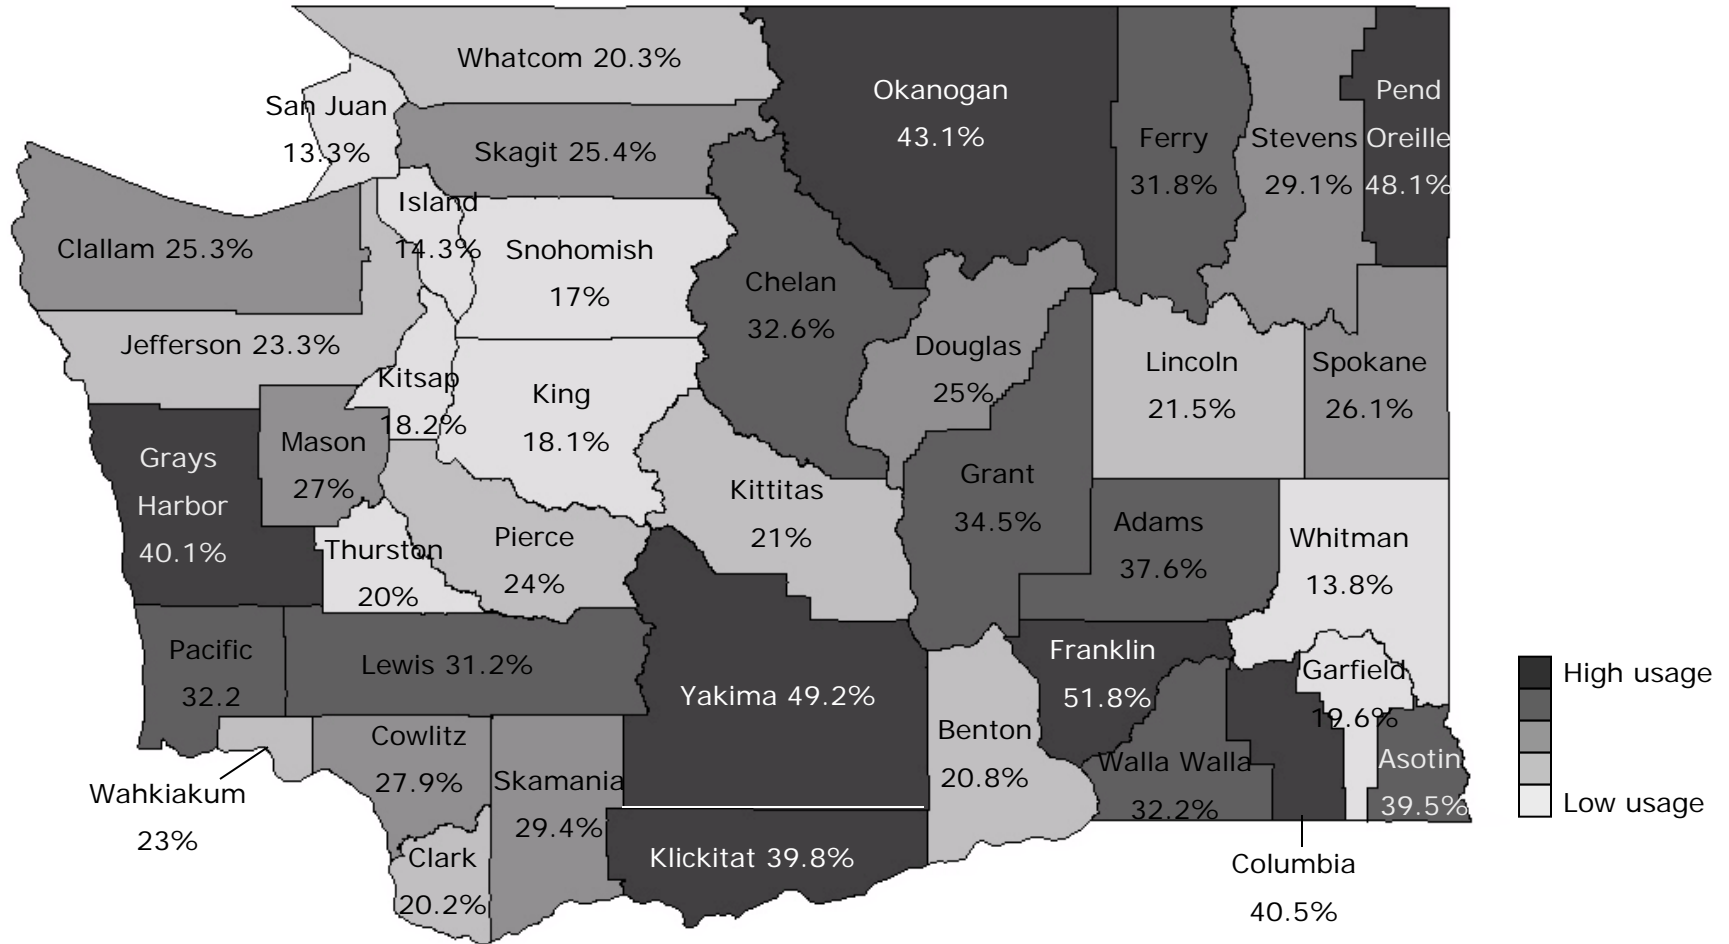 Whatcom 20.3%
San Juan
13.3%
Skagit 25.4%
Okanogan
43.1%
Ferry
31.8%
Stevens
29.1%
Pend
Oreille
48.1%
Island
14.3%
Clallam 25.3%
Snohomish
17%
Chelan
32.6%
Jefferson 23.3%
Kitsap
18.2%
King
18.1%
Douglas
25%
Lincoln
21.5%
Spokane
26.1%
Grays
Harbor
40.1%
Mason
27%
Kittitas
21%
Grant
34.5%
Adams
37.6%
Whitman
13.8%
Thurston
20%
Pierce
24%
Pacific
32.2
Lewis 31.2%
Yakima 49.2%
Franklin
51.8%
Garfield
19.6%
Benton
20.8%
Walla Walla
32.2%
Asotin
39.5%
Cowlitz
27.9%
Skamania
29.4%
Wahkiakum
23%
Clark
20.2%
Klickitat 39.8%
Columbia
40.5%
High usage
Low usage